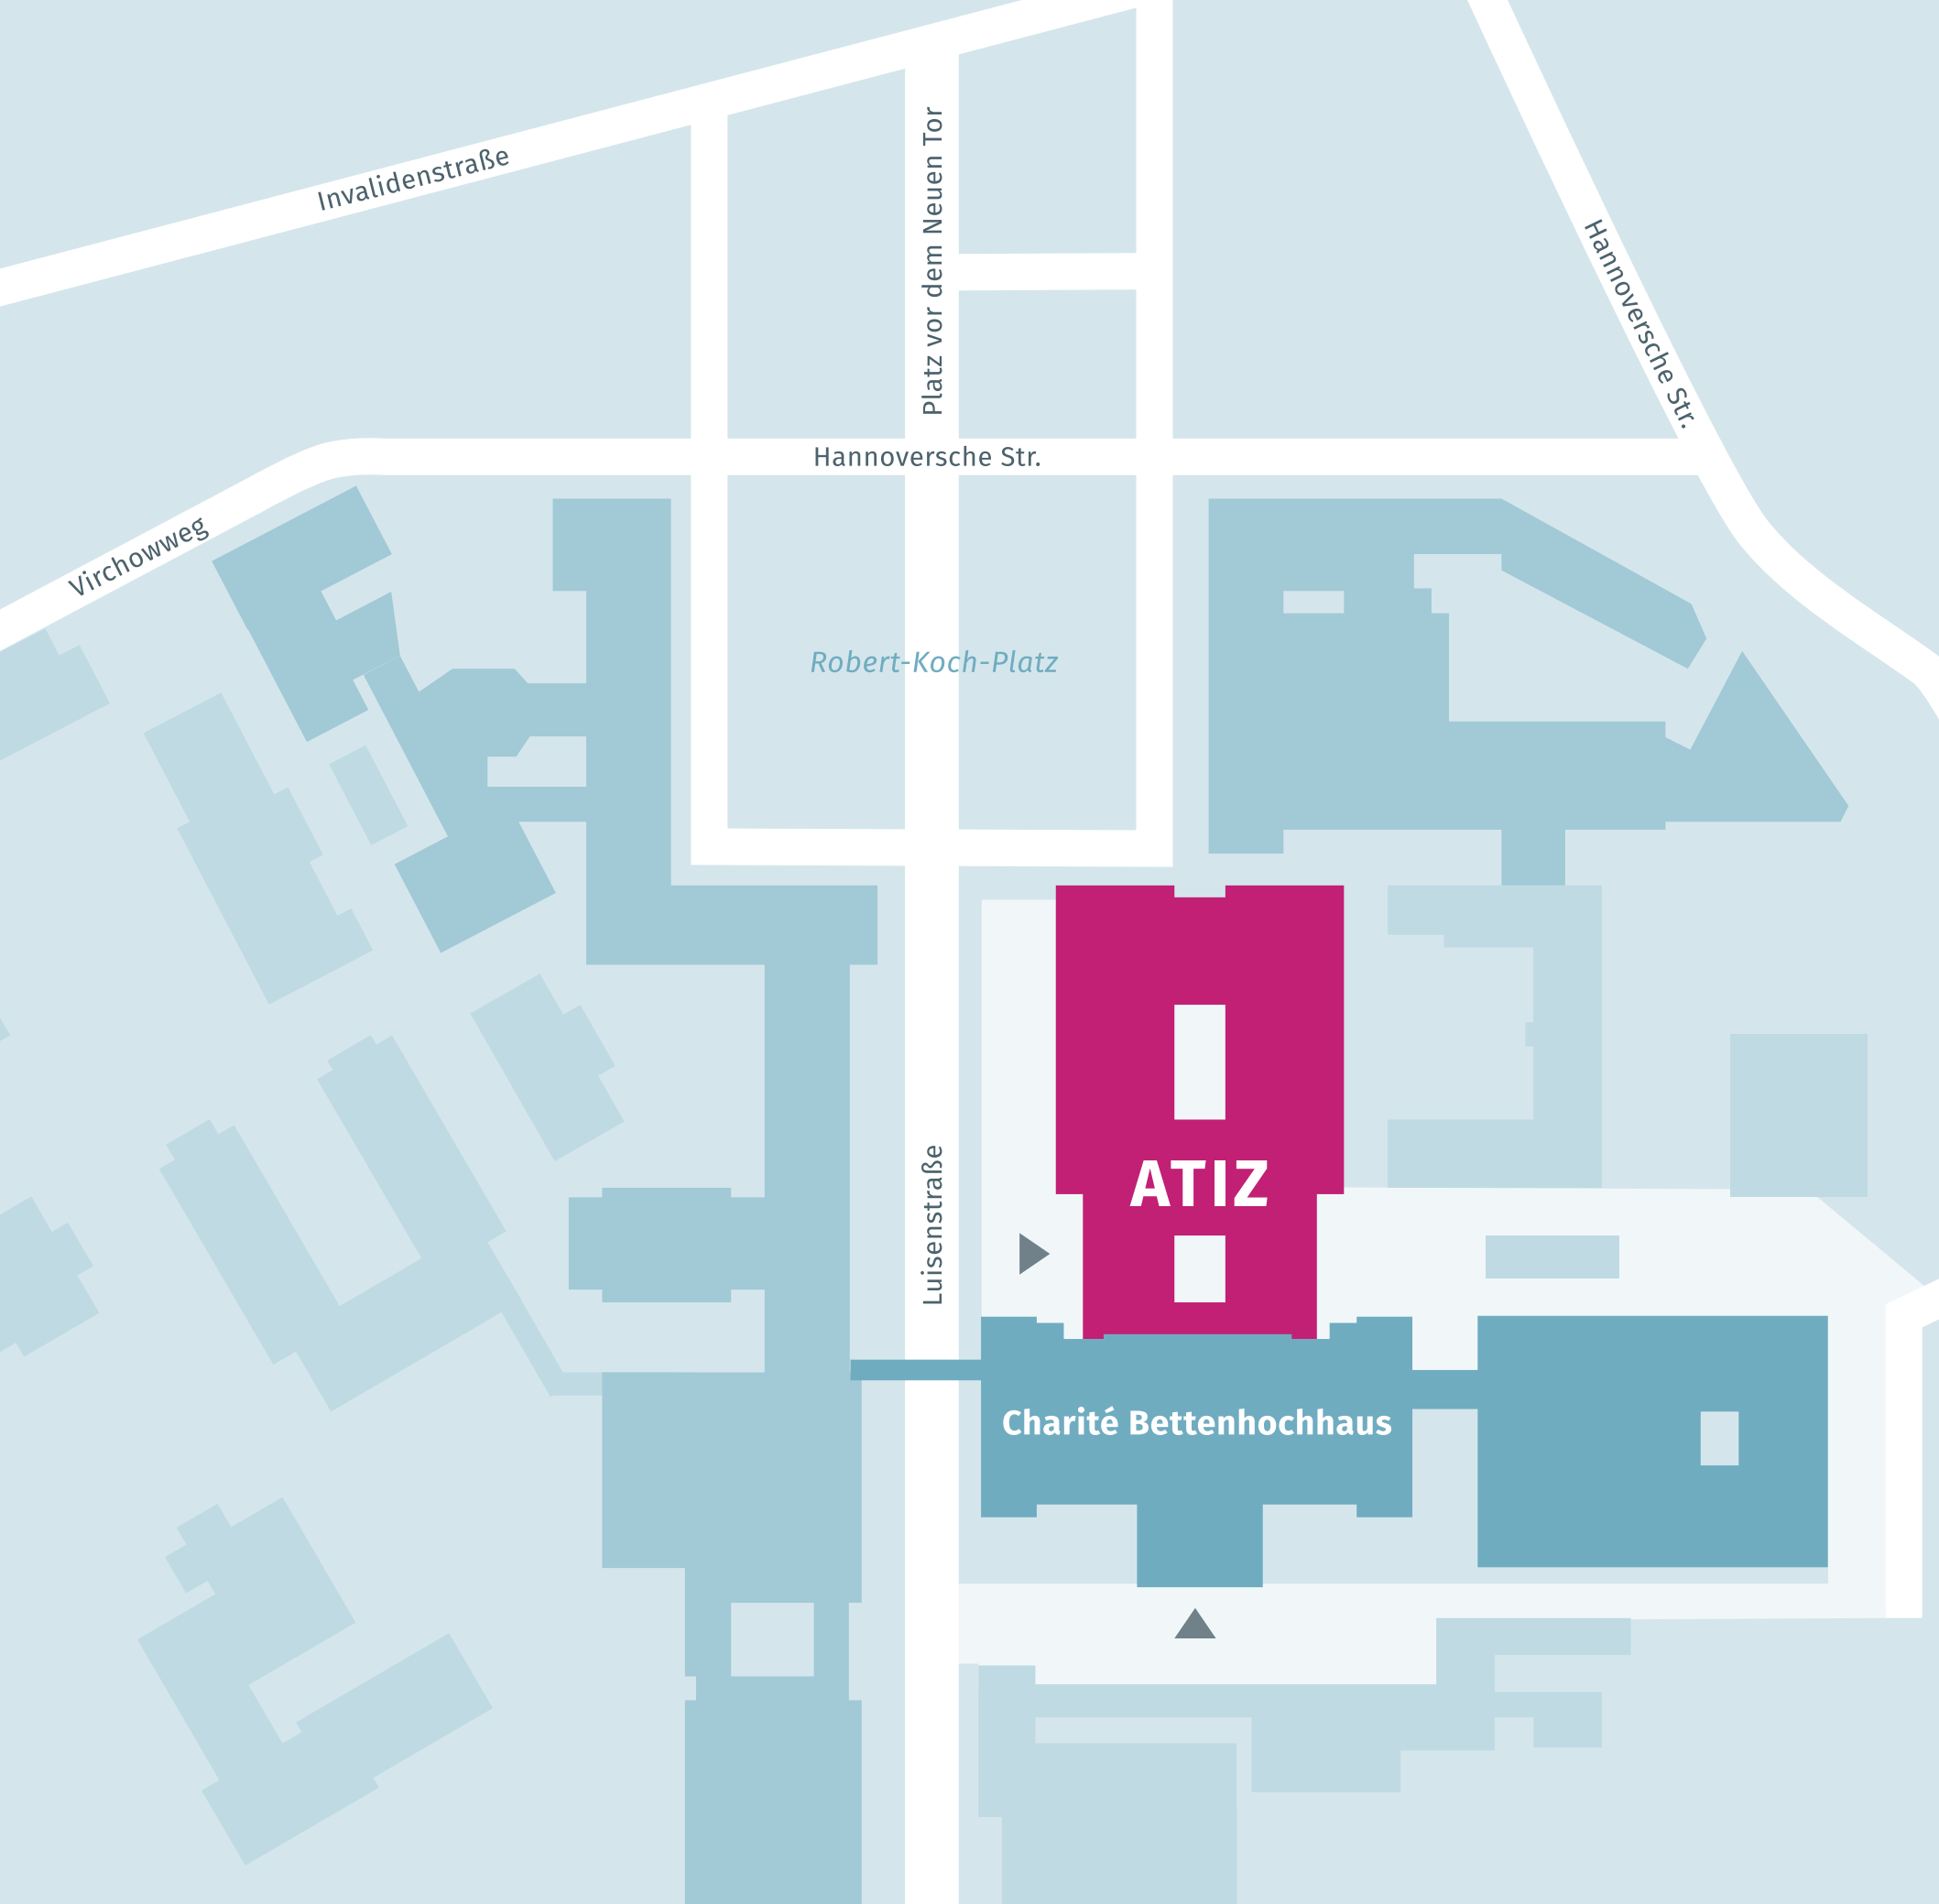 Invalidenstraße
Platz vor dem Neuen Tor
Hannoversche Str.
Hannoversche Str.
Virchowweg
Robert-Koch-Platz
ATIZ
Luisenstraße
Charité Bettenhochhaus